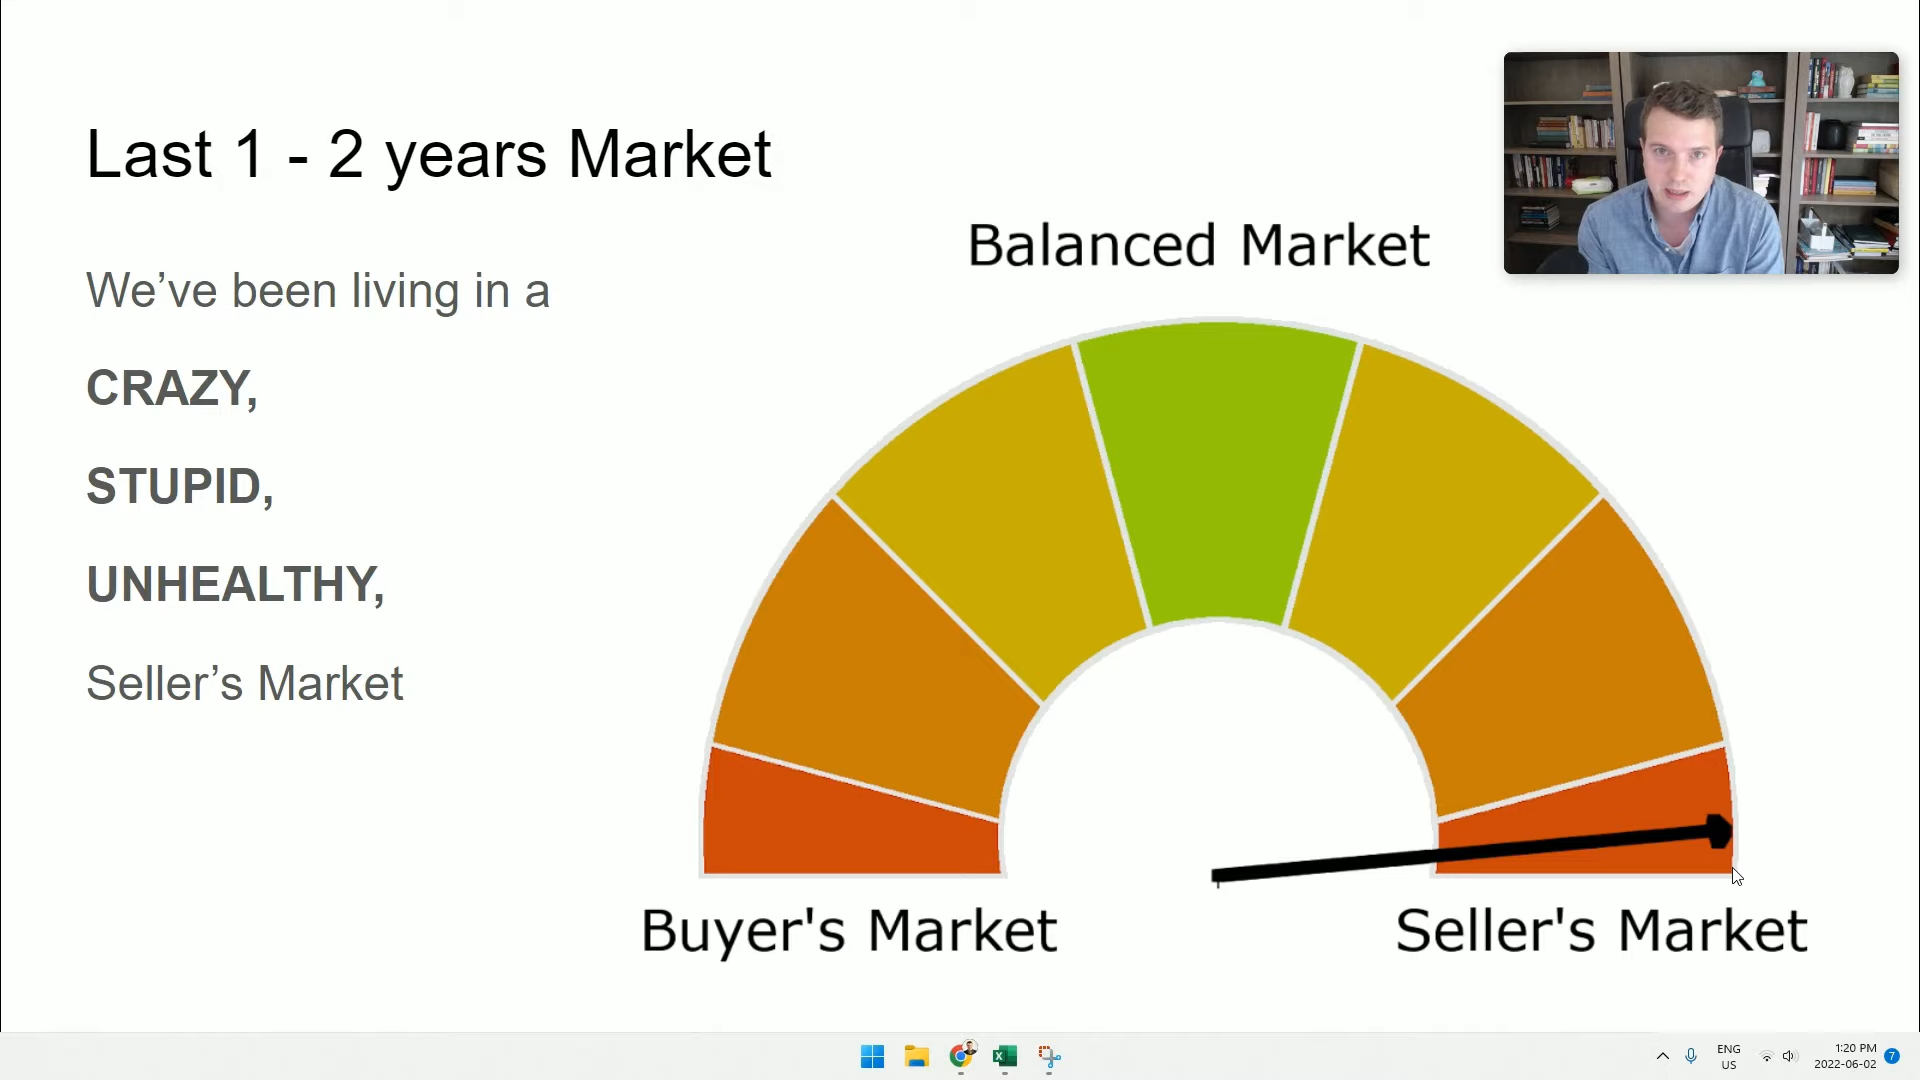 Last 1 - 2 years Market
We’ve been living in a
CRAZY,
STUPID,
UNHEALTHY,
Seller’s Market
Balanced Market
Buyer's Market
Seller's Market
ENG
US
1:20 PM
2022-06-02
7